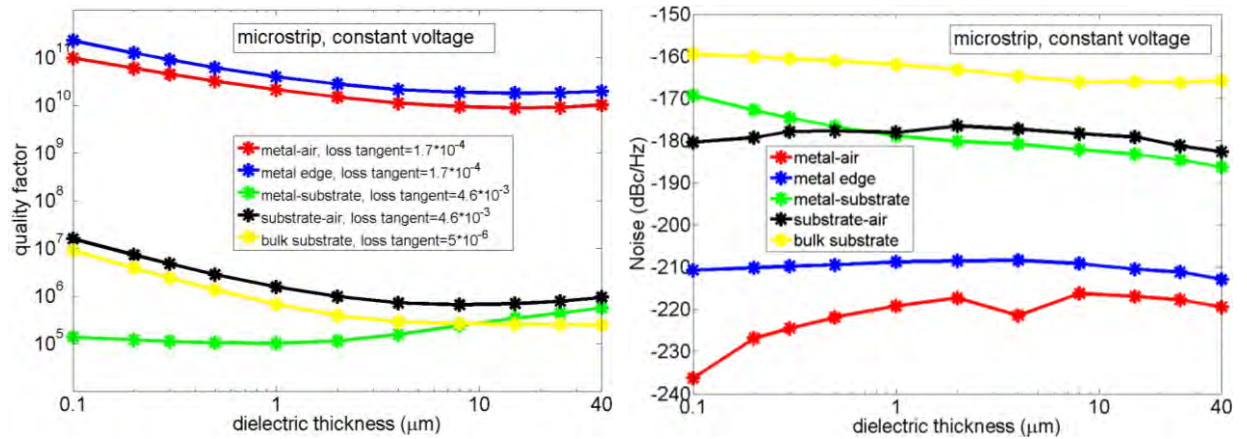 microstrip, constant voltage
quality factor
10^11
10^10
10^9
10^8
10^7
10^6
10^5
metal-air, loss tangent=1.7*10^-4
metal edge, loss tangent=1.7*10^-4
metal-substrate, loss tangent=4.6*10^-3
substrate-air, loss tangent=4.6*10^-3
bulk substrate, loss tangent=5*10^-6
0.1
1
10
40
dielectric thickness (μm)
microstrip, constant voltage
Noise (dBc/Hz)
-150
-160
-170
-180
-190
-200
-210
-220
-230
-240
metal-air
metal edge
metal-substrate
substrate-air
bulk substrate
0.1
1
10
40
dielectric thickness (μm)